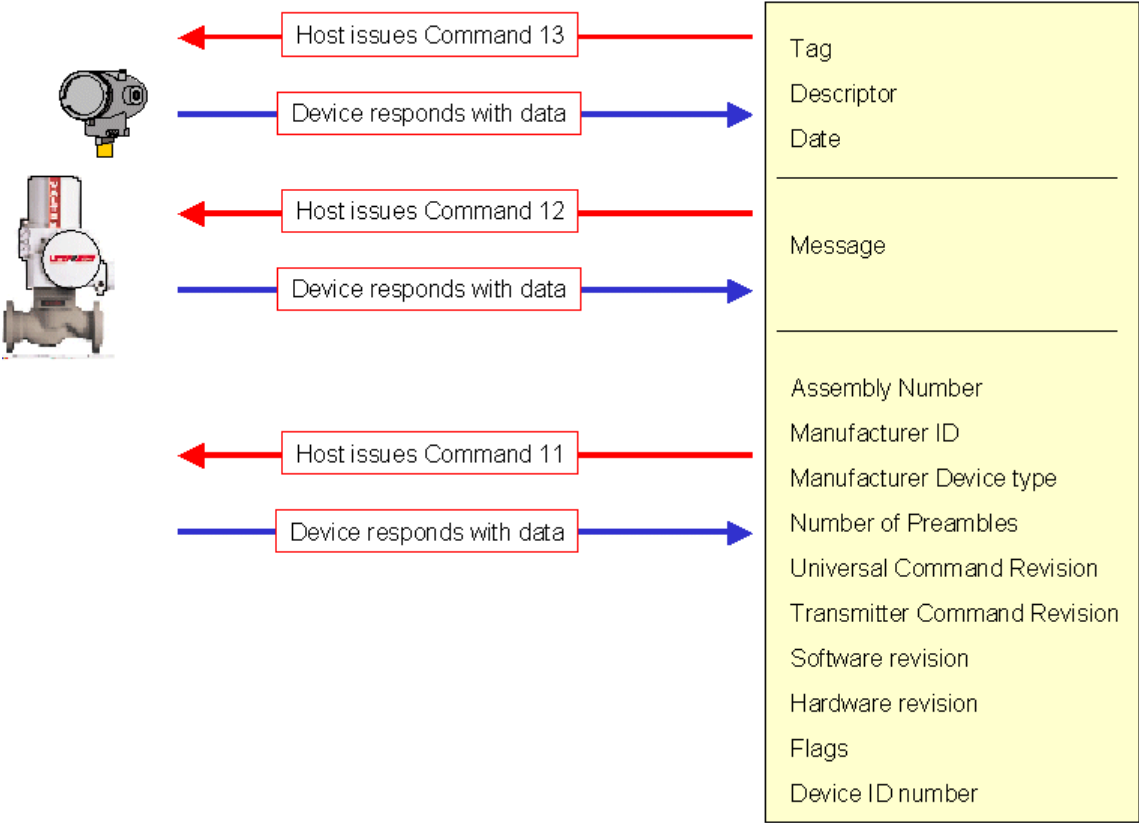 Host issues Command 13
Device responds with data
Tag
Descriptor
Date
Host issues Command 12
Device responds with data
Message
Host issues Command 11
Device responds with data
Assembly Number
Manufacturer ID
Manufacturer Device type
Number of Preambles
Universal Command Revision
Transmitter Command Revision
Software revision
Hardware revision
Flags
Device ID number